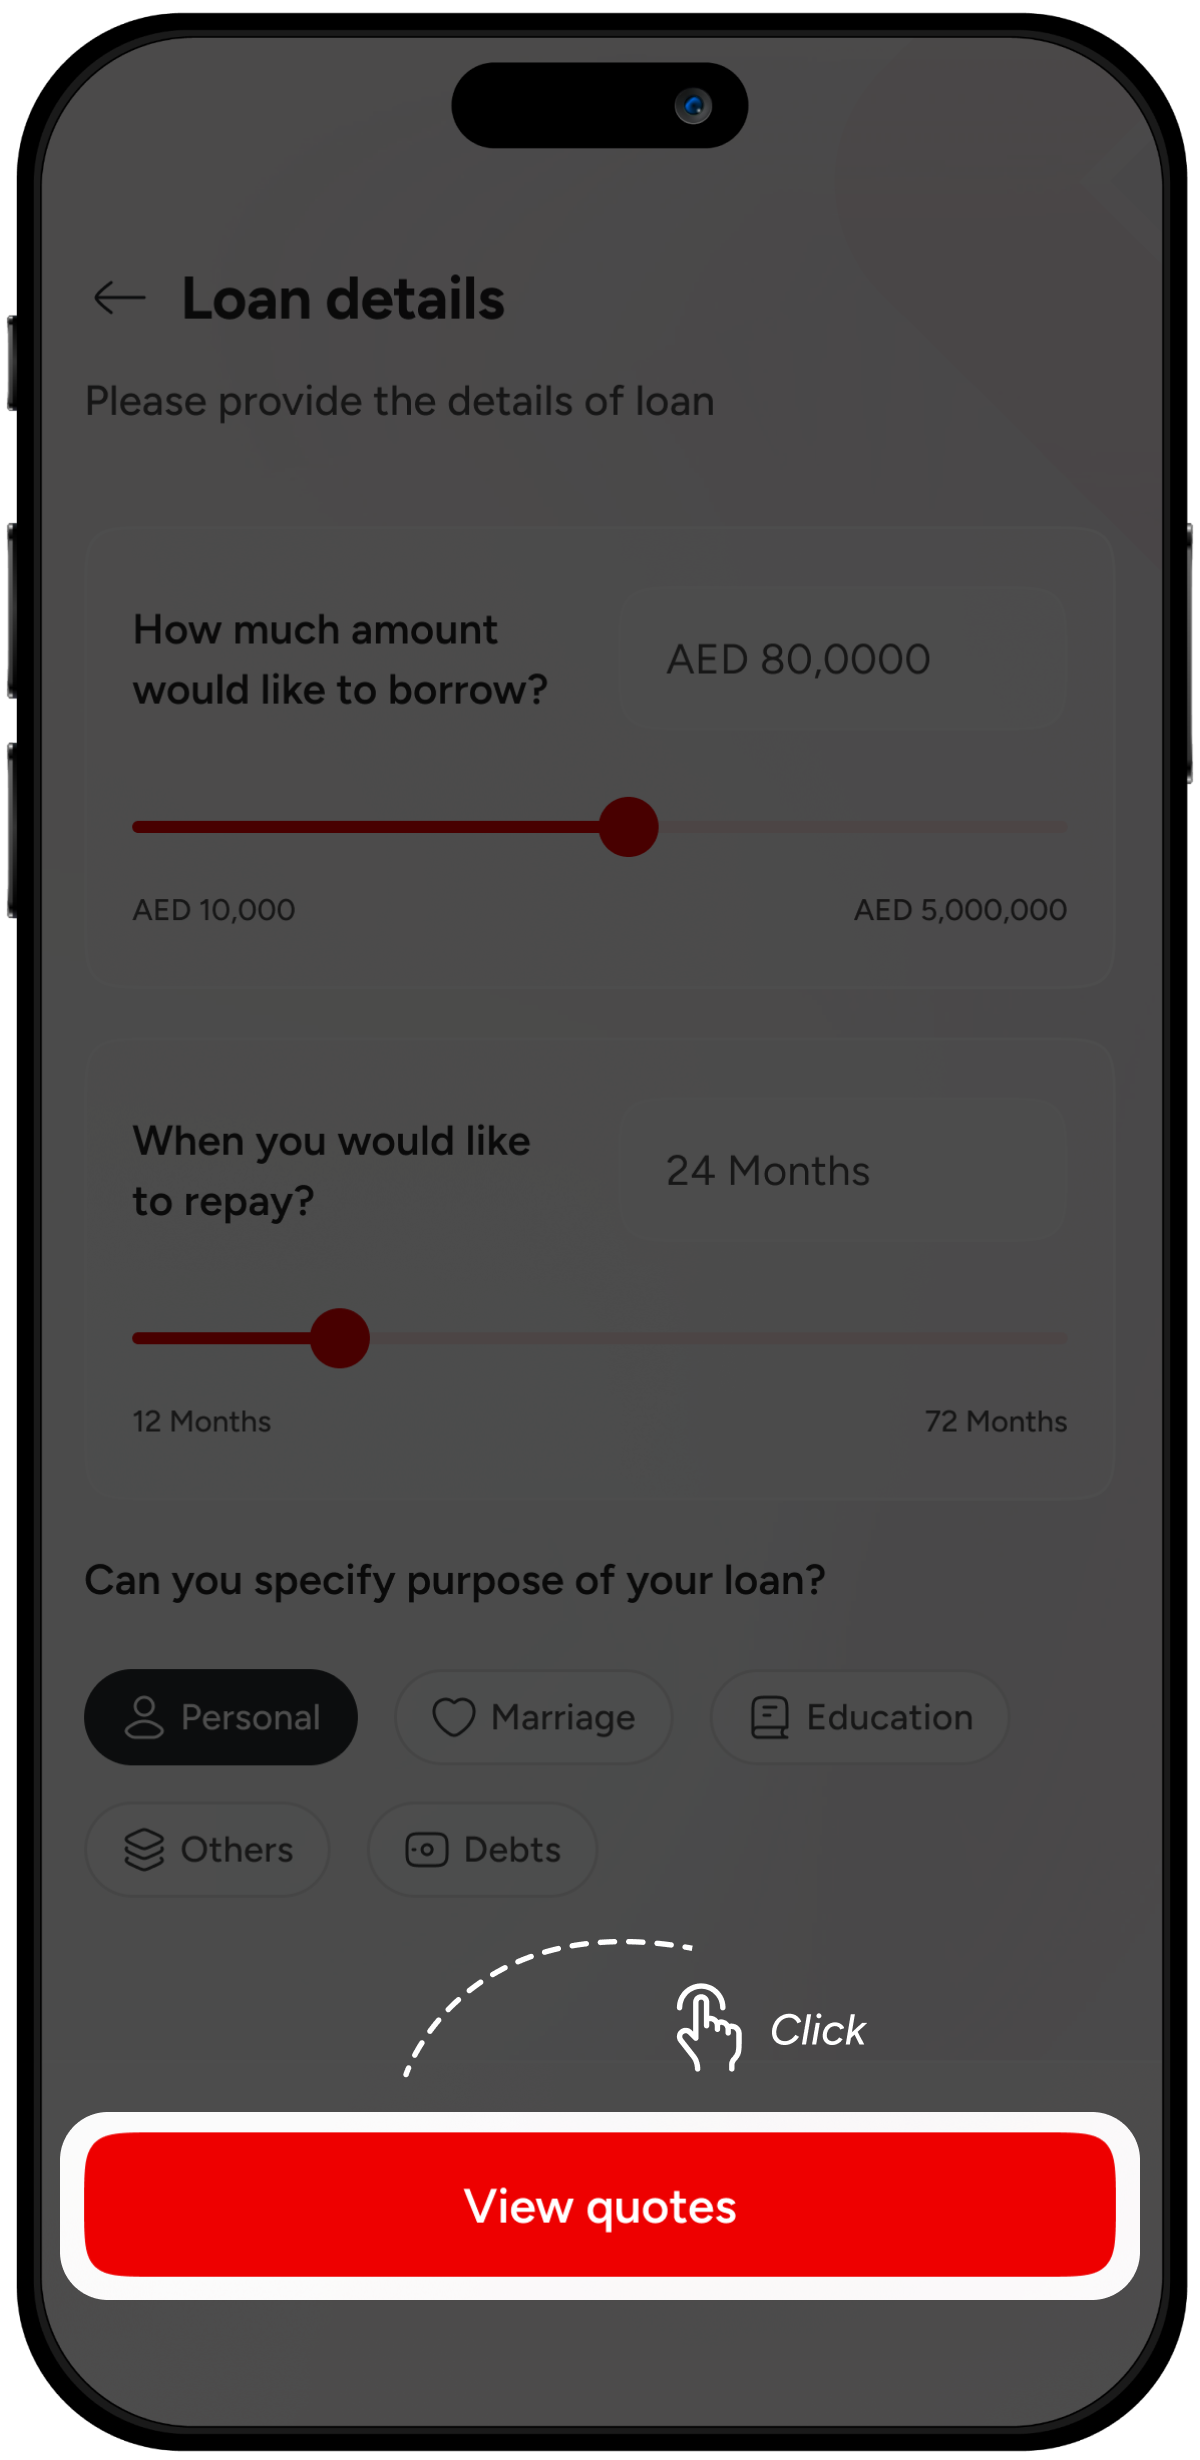 Loan details
Please provide the details of loan
How much amount
would like to borrow?
AED 80,0000
AED 10,000
AED 5,000,000
When you would like
to repay?
24 Months
12 Months
72 Months
Can you specify purpose of your loan?
Personal
Marriage
Education
Others
Debts
Click
View quotes